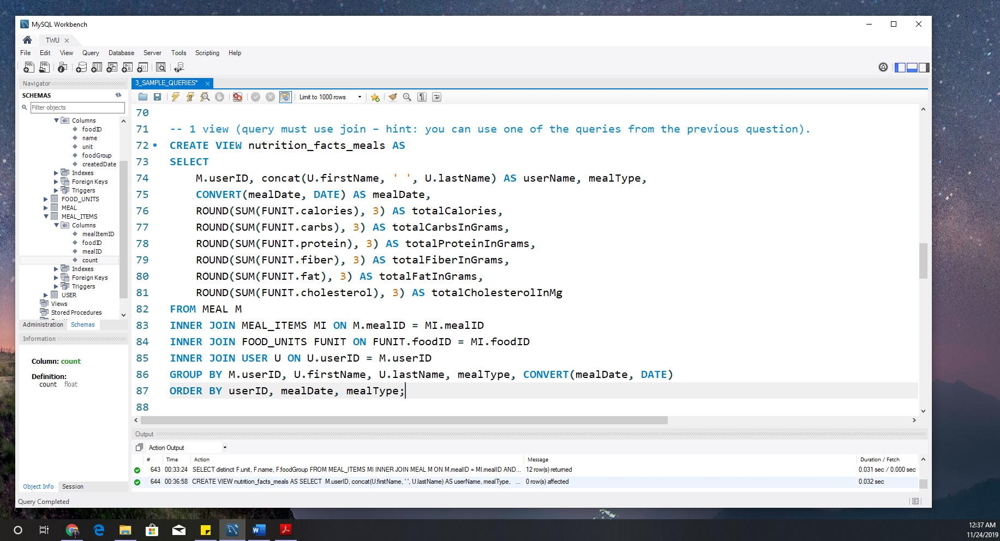 MySQL Workbench
TWU
File Edit View Query Database Server Tools Scripting Help
Navigator
SCHEMAS
Filter objects
Columns
foodID
name
unit
foodGroup
createdDate
Indexes
Foreign Keys
Triggers
FOOD_UNITS
MEAL
MEAL_ITEMS
Columns
mealItemID
foodID
mealID
count
Indexes
Foreign Keys
Triggers
USER
Views
Stored Procedures
Administration Schemas
Information
Column: count
Definition:
count float
Object Info Session
Query Completed
3_SAMPLE_QUERIES*
Limit to 1000 rows
70
71 -- 1 view (query must use join – hint: you can use one of the queries from the previous question).
72 CREATE VIEW nutrition_facts_meals AS
73 SELECT
74 M.userID, concat(U.firstName, ' ', U.lastName) AS userName, mealType,
75 CONVERT(mealDate, DATE) AS mealDate,
76 ROUND(SUM(FUNIT.calories), 3) AS totalCalories,
77 ROUND(SUM(FUNIT.carbs), 3) AS totalCarbsInGrams,
78 ROUND(SUM(FUNIT.protein), 3) AS totalProteinInGrams,
79 ROUND(SUM(FUNIT.fiber), 3) AS totalFiberInGrams,
80 ROUND(SUM(FUNIT.fat), 3) AS totalFatInGrams,
81 ROUND(SUM(FUNIT.cholesterol), 3) AS totalCholesterolInMg
82 FROM MEAL M
83 INNER JOIN MEAL_ITEMS MI ON M.mealID = MI.mealID
84 INNER JOIN FOOD_UNITS FUNIT ON FUNIT.foodID = MI.foodID
85 INNER JOIN USER U ON U.userID = M.userID
86 GROUP BY M.userID, U.firstName, U.lastName, mealType, CONVERT(mealDate, DATE)
87 ORDER BY userID, mealDate, mealType;
88
Output
Action Output
# Time Action Message Duration / Fetch
643 00:33:24 SELECT distinct F.unit, F.name, F.foodGroup FROM MEAL_ITEMS MI INNER JOIN MEAL M ON M.mealID = MI.mealID AND... 12 row(s) returned 0.031 sec / 0.000 sec
644 00:36:58 CREATE VIEW nutrition_facts_meals AS SELECT M.userID, concat(U.firstName, ' ', U.lastName) AS userName, mealType, ... 0 row(s) affected 0.032 sec
12:37 AM
11/24/2019